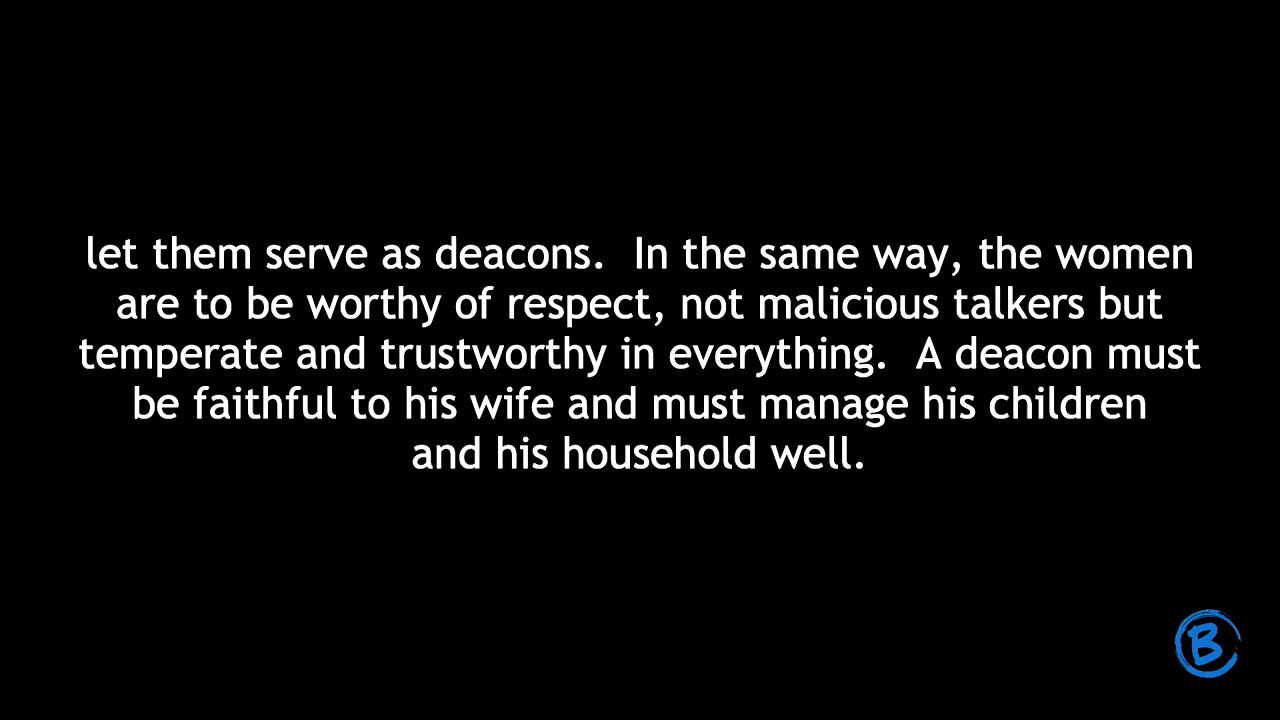 let them serve as deacons.  In the same way, the women
are to be worthy of respect, not malicious talkers but
temperate and trustworthy in everything.  A deacon must
be faithful to his wife and must manage his children
and his household well.
B